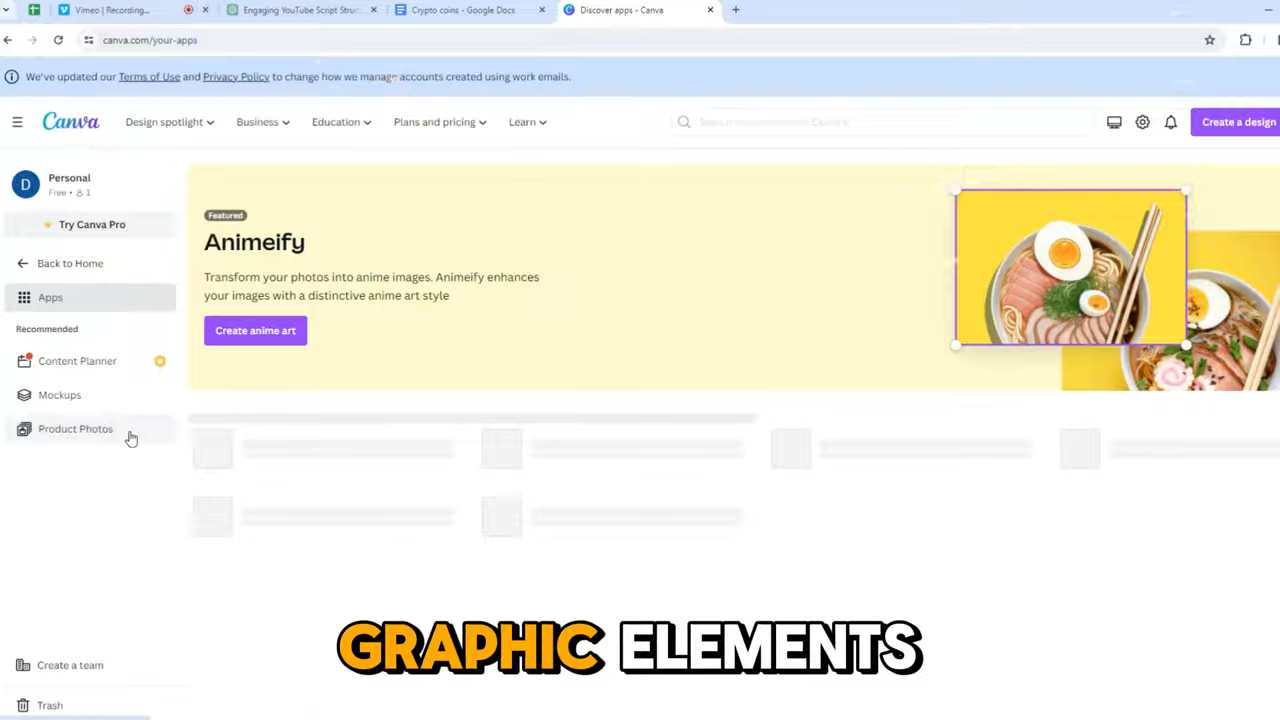 Vimeo | Recording...
Engaging YouTube Script Struc
Crypto coins - Google Docs
Discover apps - Canva
canva.com/your-apps
We've updated our Terms of Use and Privacy Policy to change how we manage accounts created using work emails.
Canva
Design spotlight
Business
Education
Plans and pricing
Learn
Create a design
D
Personal
Free • 1
Try Canva Pro
Back to Home
Apps
Recommended
Content Planner
Mockups
Product Photos
Create a team
Trash
Featured
Animeify
Transform your photos into anime images. Animeify enhances
your images with a distinctive anime art style
Create anime art
GRAPHIC ELEMENTS